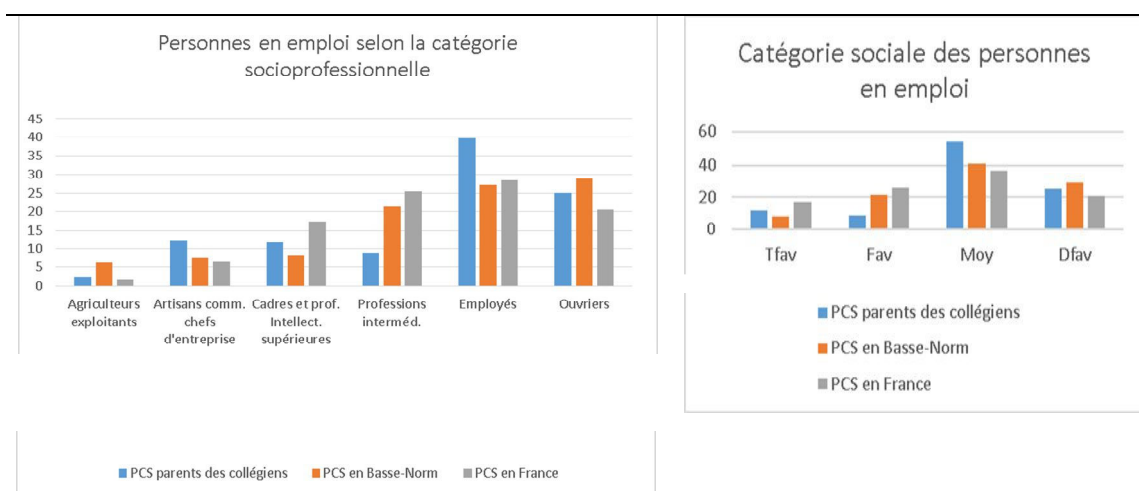 Personnes en emploi selon la catégorie
socioprofessionnelle
45
40
35
30
25
20
15
10
5
0
Agriculteurs
exploitants
Artisans comm.
chefs
d'entreprise
Cadres et prof.
Intellect.
supérieures
Professions
interméd.
Employés
Ouvriers
PCS parents des collégiens PCS en Basse-Norm PCS en France
Catégorie sociale des personnes
en emploi
60
40
20
0
Tfav Fav Moy Dfav
PCS parents des collégiens
PCS en Basse-Norm
PCS en France